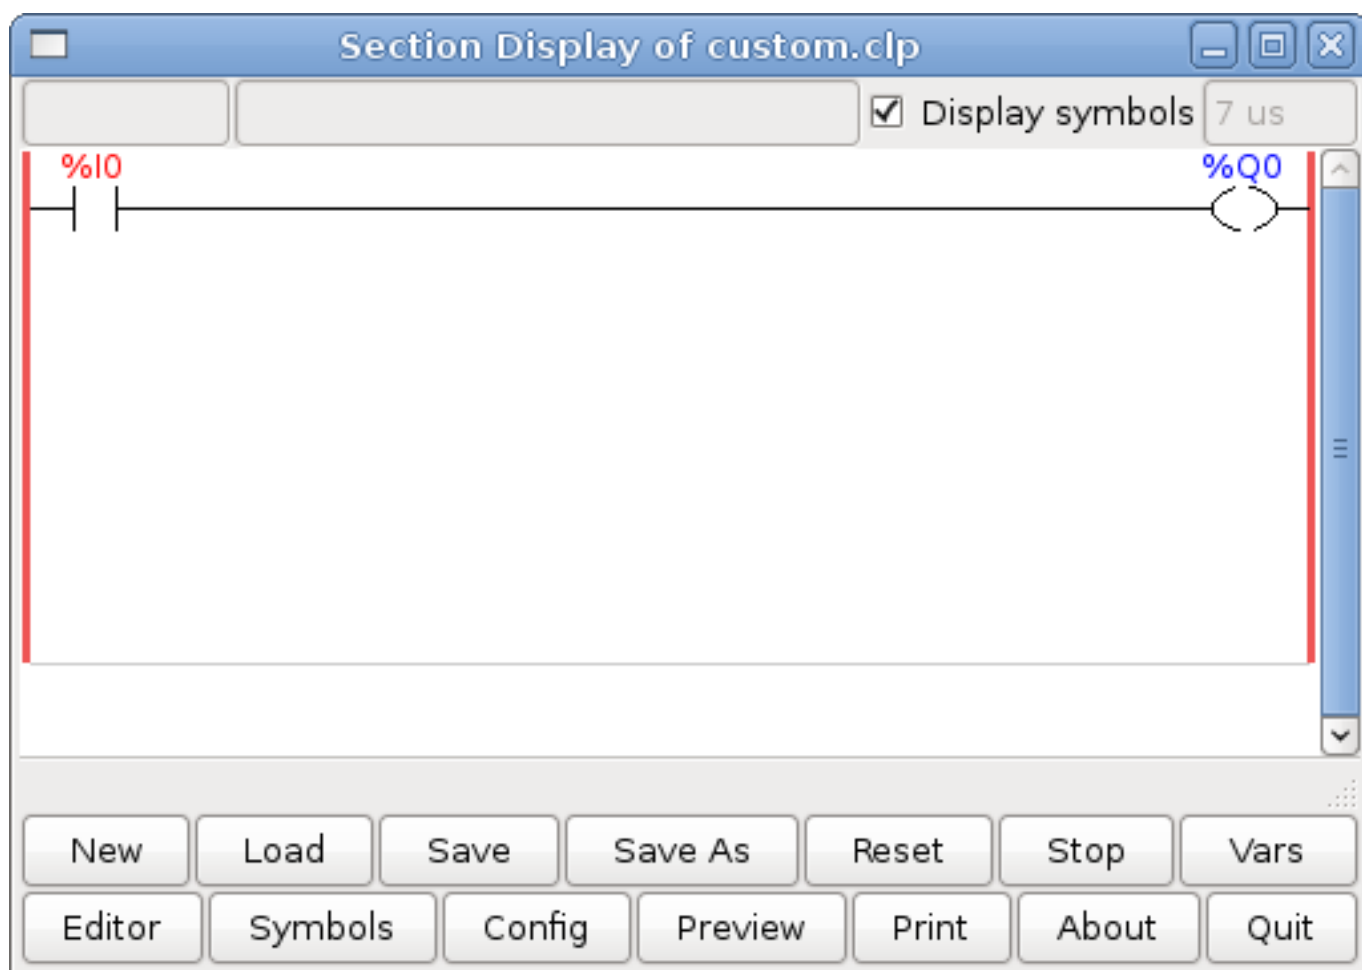 Section Display of custom.clp
Display symbols 7 us
%I0 %Q0
New Load Save Save As Reset Stop Vars
Editor Symbols Config Preview Print About Quit